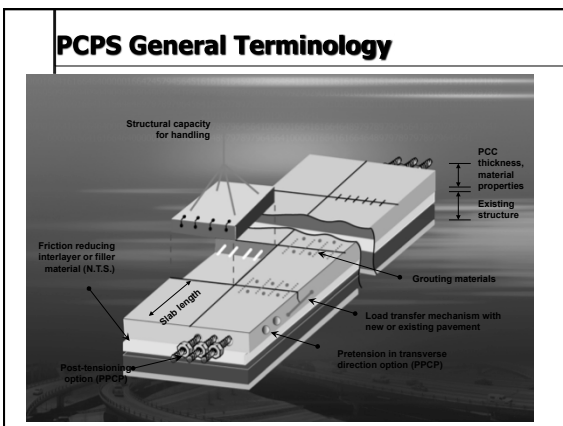 PCPS General Terminology
Structural capacity
for handling
PCC
thickness,
material
properties
Existing
structure
Friction reducing
interlayer or filler
material (N.T.S.)
Slab length
Grouting materials
Load transfer mechanism with
new or existing pavement
Pretension in transverse
direction option (PPCP)
Post-tensioning
option (PPCP)